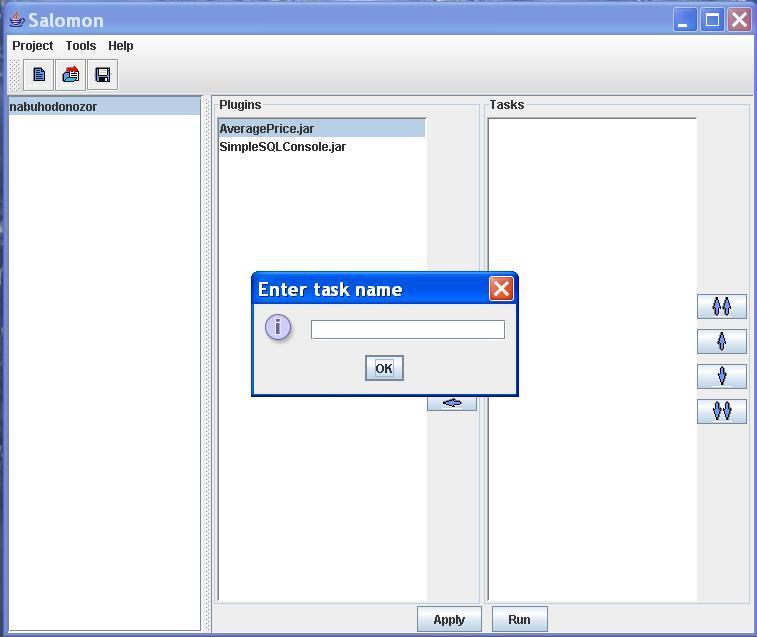 Salomon
Project Tools Help
nabuhodonozor
Plugins
AveragePrice.jar
SimpleSQLConsole.jar
Tasks
Enter task name
i
OK
Apply
Run